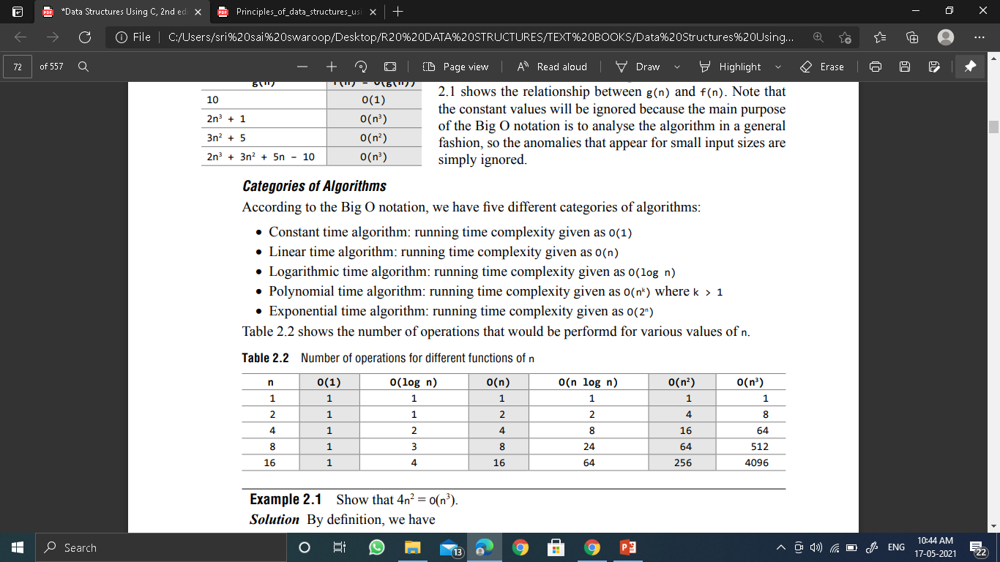 *Data Structures Using C, 2nd edi
Principles_of_data_structures_usi
File
C:/Users/sri%20sai%20swaroop/Desktop/R20%20DATA%20STRUCTURES/TEXT%20BOOKS/Data%20Structures%20Using...
72 of 557 Page view Read aloud Draw Highlight Erase
g(n) f(n) = O(g(n))
10 O(1)
2n³ + 1 O(n³)
3n² + 5 O(n²)
2n³ + 3n² + 5n – 10 O(n³)
2.1 shows the relationship between g(n) and f(n). Note that
the constant values will be ignored because the main purpose
of the Big O notation is to analyse the algorithm in a general
fashion, so the anomalies that appear for small input sizes are
simply ignored.
Categories of Algorithms
According to the Big O notation, we have five different categories of algorithms:
• Constant time algorithm: running time complexity given as O(1)
• Linear time algorithm: running time complexity given as O(n)
• Logarithmic time algorithm: running time complexity given as O(log n)
• Polynomial time algorithm: running time complexity given as O(nᵏ) where k > 1
• Exponential time algorithm: running time complexity given as O(2ⁿ)
Table 2.2 shows the number of operations that would be performd for various values of n.
Table 2.2 Number of operations for different functions of n
n O(1) O(log n) O(n) O(n log n) O(n²) O(n³)
1 1 1 1 1 1 1
2 1 1 2 2 4 8
4 1 2 4 8 16 64
8 1 3 8 24 64 512
16 1 4 16 64 256 4096
Example 2.1 Show that 4n² = O(n³).
Solution By definition, we have
Search
13
ENG
10:44 AM
17-05-2021
22